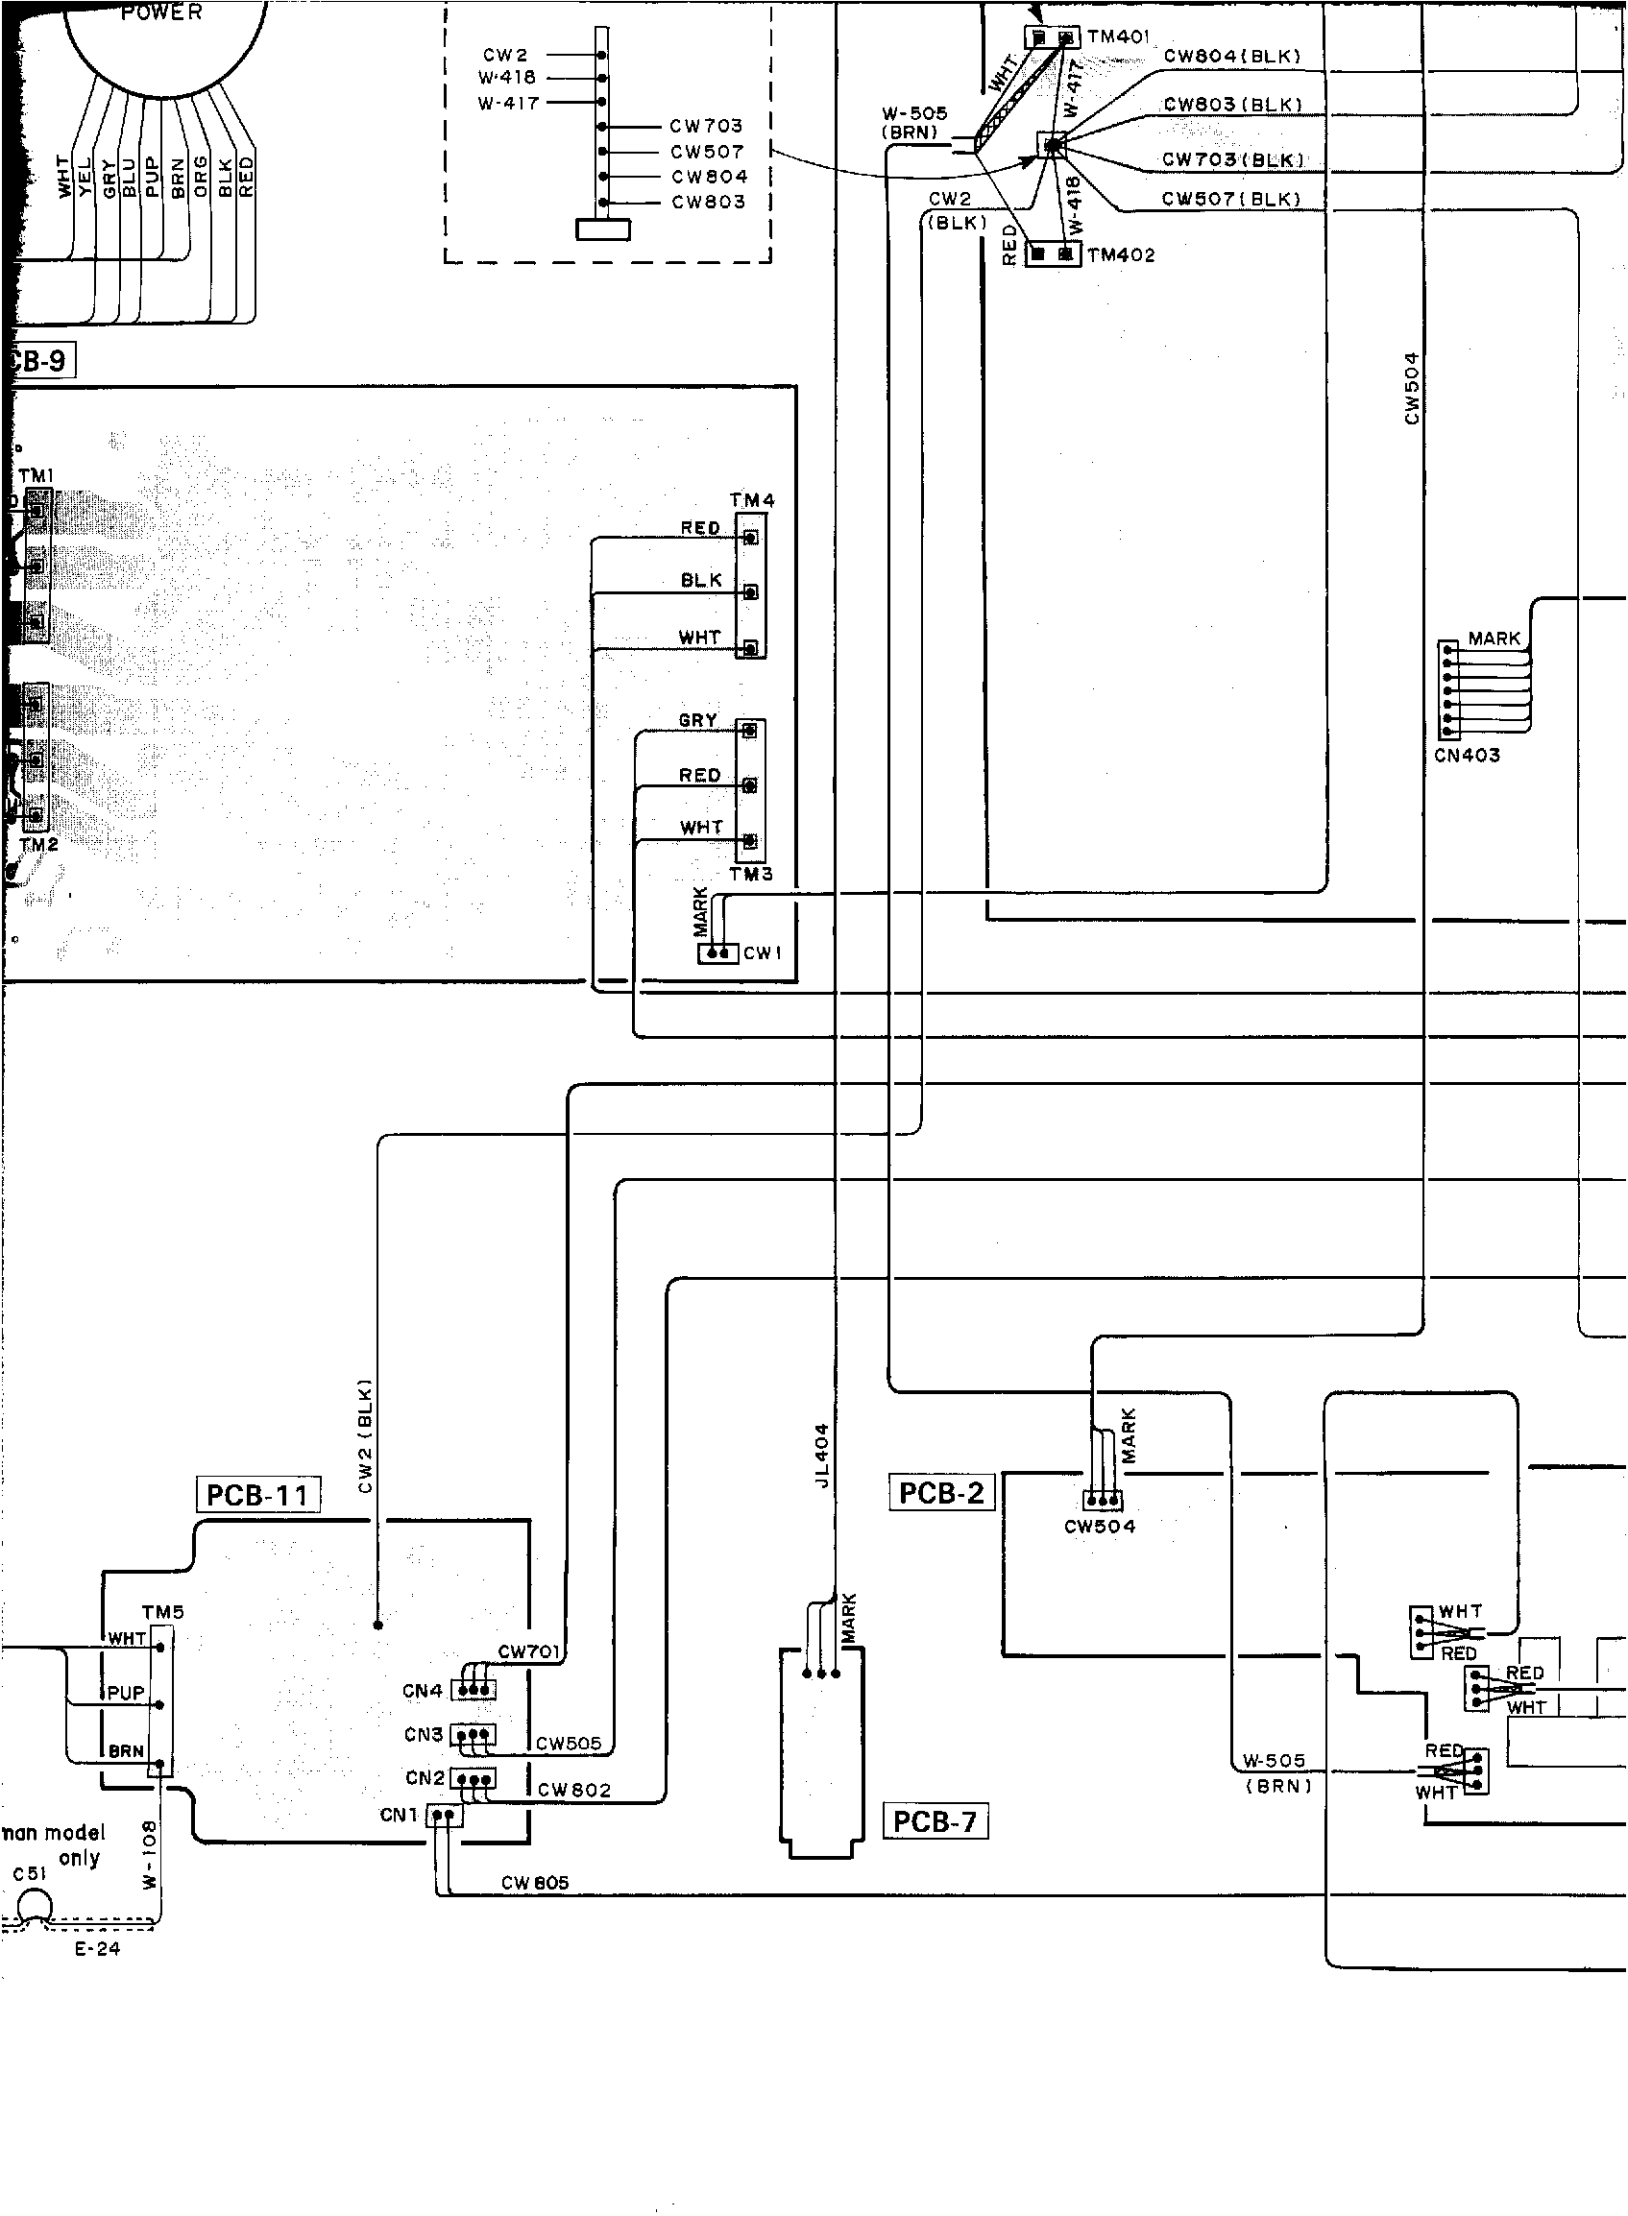 POWER
WHT
YEL
GRY
BLU
PUP
BRN
ORG
BLK
RED
CW2
W-418
W-417
CW703
CW507
CW804
CW803
TM401
WHT
W-417
W-505
(BRN)
CW804(BLK)
CW803(BLK)
CW703(BLK)
CW507(BLK)
CW2
(BLK)
RED
W-418
TM402
CB-9
CW504
TM1
TM2
TM4
RED
BLK
WHT
GRY
RED
WHT
TM3
MARK
CW1
MARK
CN403
CW2 (BLK)
JL404
MARK
PCB-11
PCB-2
CW504
MARK
TM5
WHT
PUP
BRN
CW701
CN4
CN3
CW505
CN2
CW802
CN1
PCB-7
WHT
RED
RED
WHT
RED
WHT
W-505
(BRN)
man model
only
C51
W-108
CW805
E-24